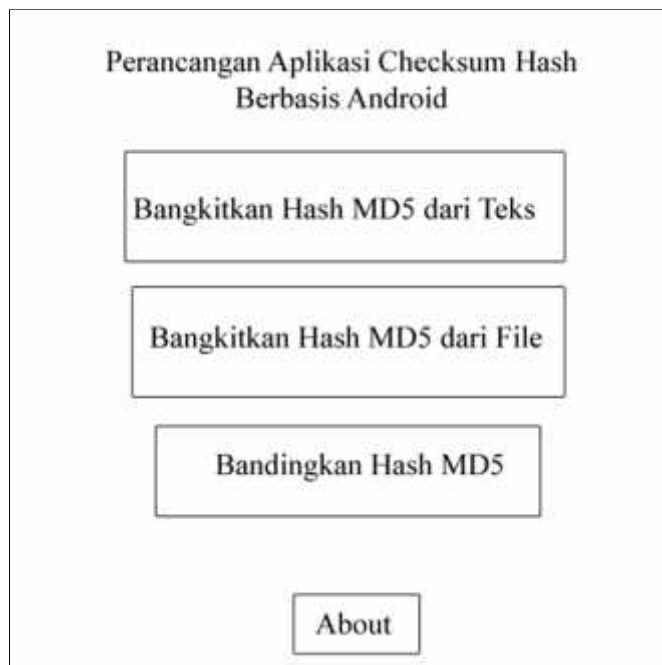 Perancangan Aplikasi Checksum Hash
Berbasis Android
Bangkitkan Hash MD5 dari Teks
Bangkitkan Hash MD5 dari File
Bandingkan Hash MD5
About